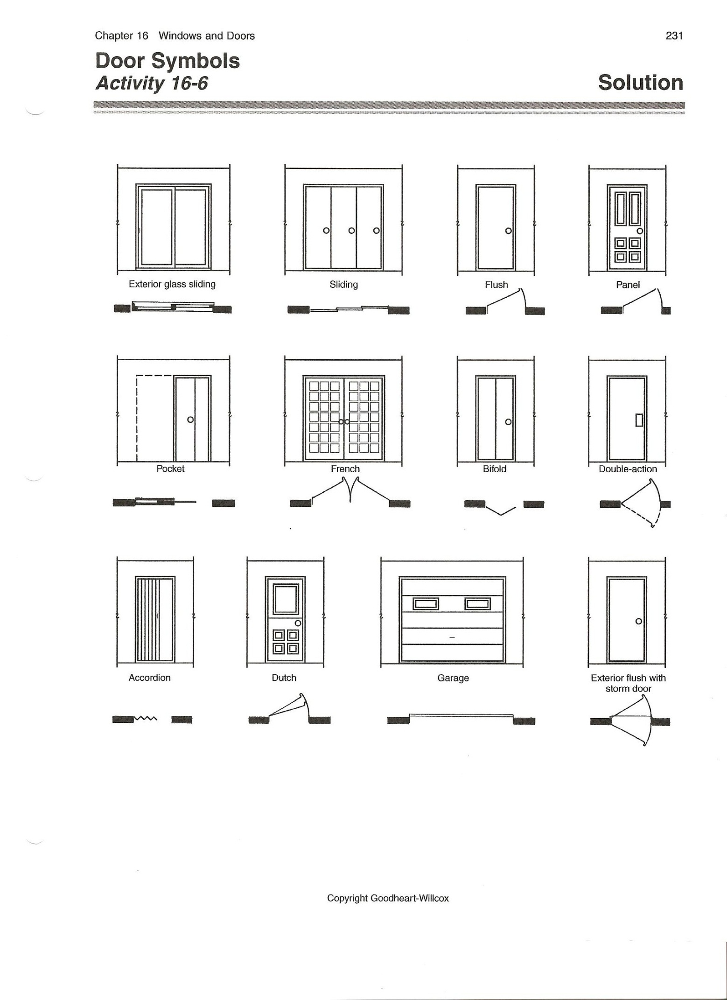 Chapter 16 Windows and Doors 231
Door Symbols
Activity 16-6
Solution
Exterior glass sliding
Sliding
Flush
Panel
Pocket
French
Bifold
Double-action
Accordion
Dutch
Garage
Exterior flush with
storm door
Copyright Goodheart-Willcox